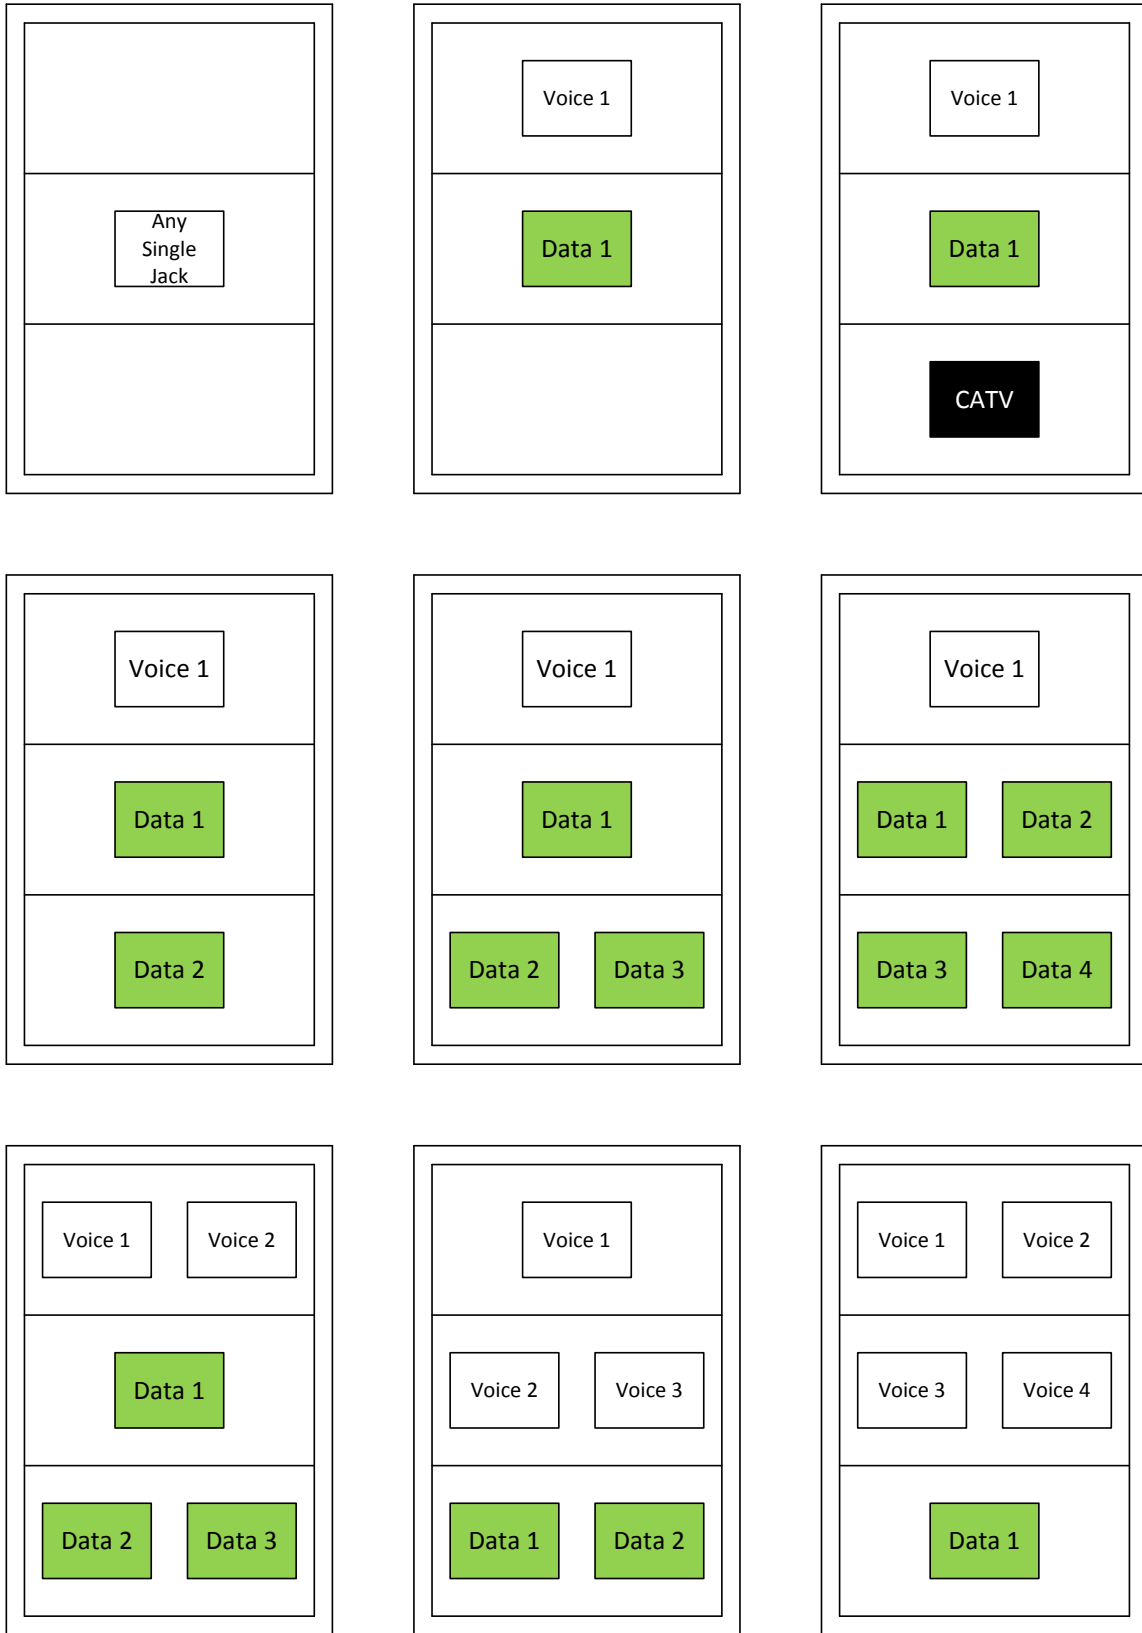 Any
Single
Jack
Voice 1
Data 1
Voice 1
Data 1
CATV
Voice 1
Data 1
Data 2
Voice 1
Data 1
Data 2 Data 3
Voice 1
Data 1 Data 2
Data 3 Data 4
Voice 1 Voice 2
Data 1
Data 2 Data 3
Voice 1
Voice 2 Voice 3
Data 1 Data 2
Voice 1 Voice 2
Voice 3 Voice 4
Data 1